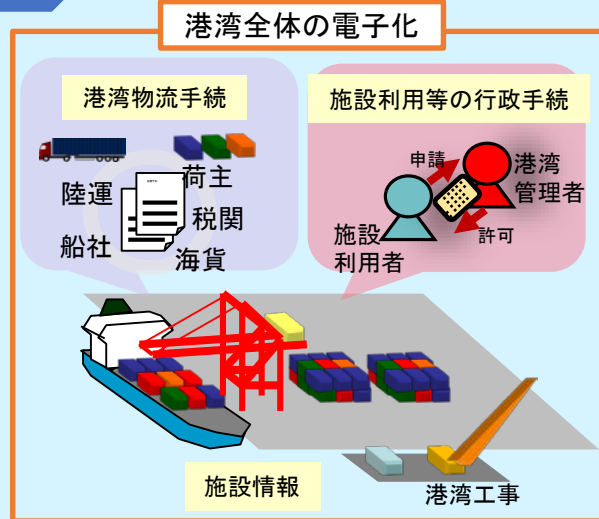 港湾全体の電子化
港湾物流手続
陸運
荷主
税関
船社
海貨
施設利用等の行政手続
申請
港湾
管理者
施設
利用者
許可
施設情報
港湾工事